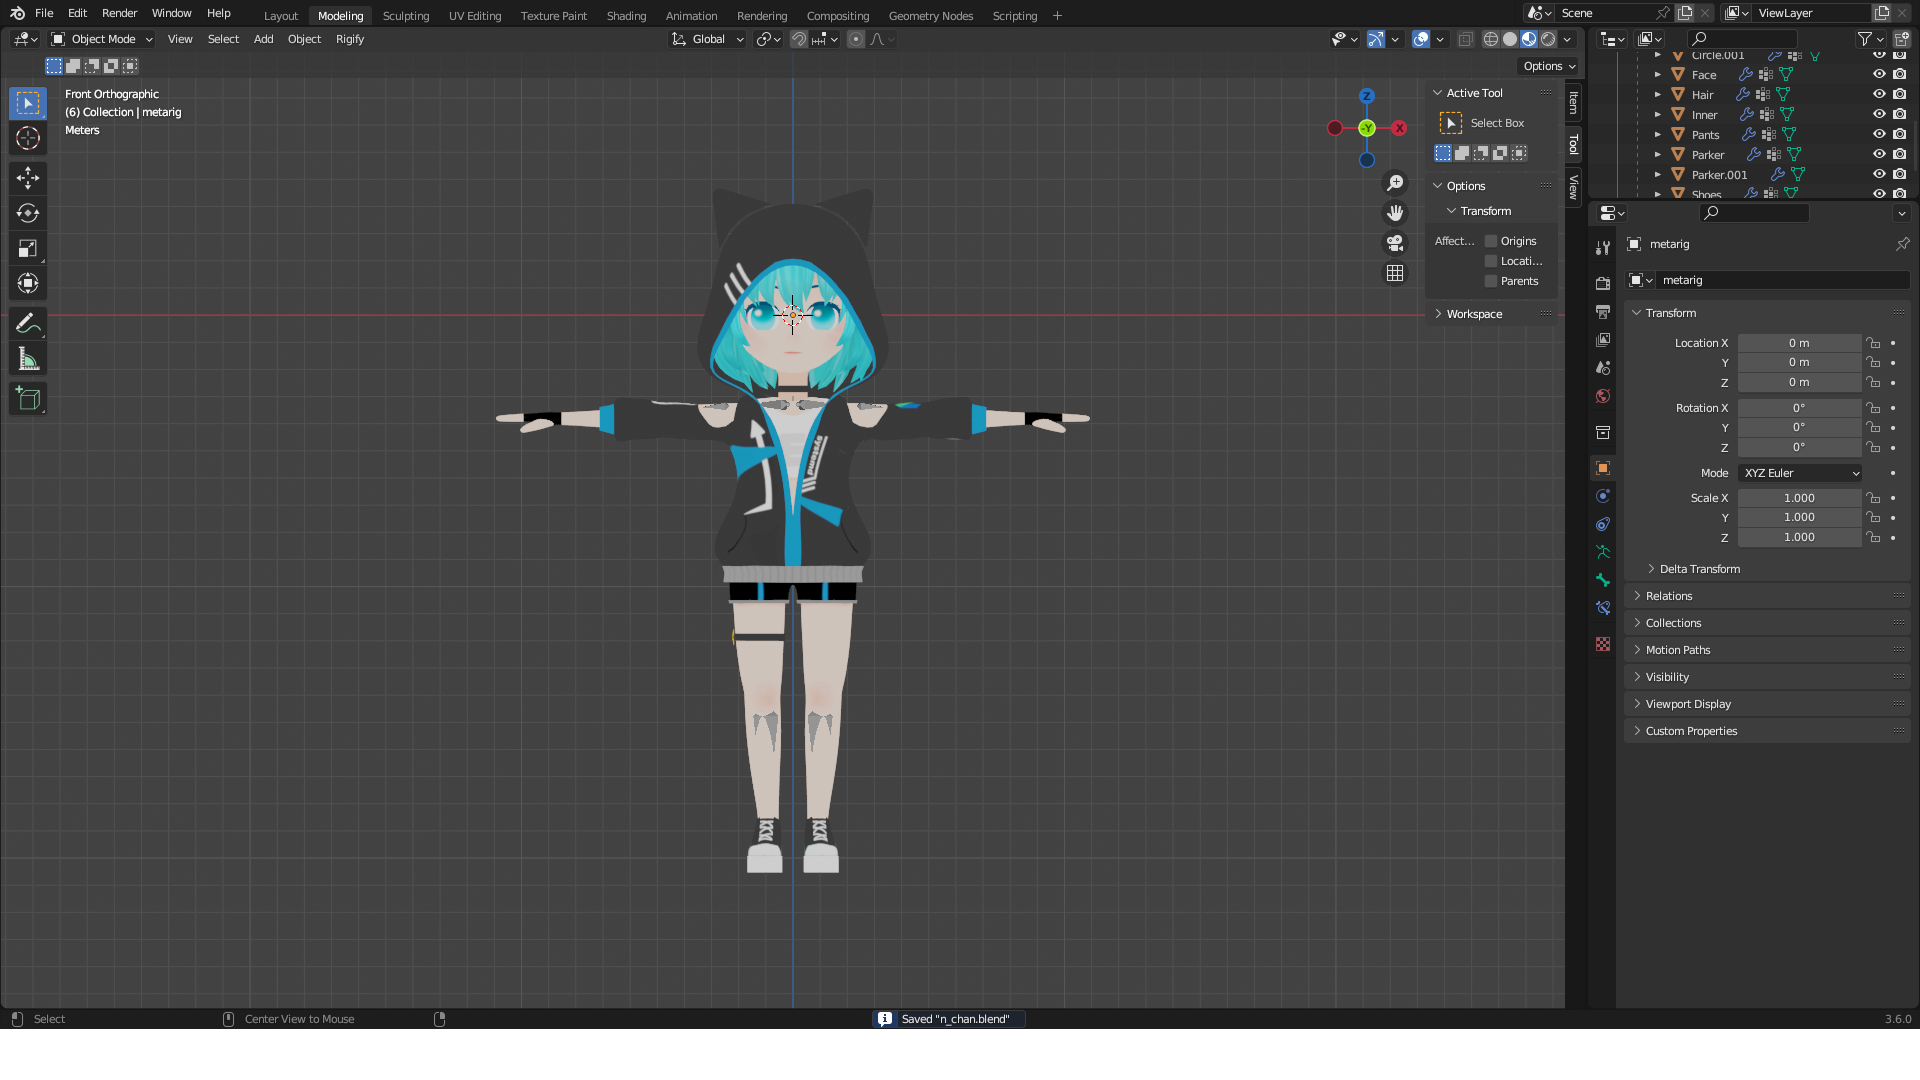 File Edit Render Window Help Layout Modeling Sculpting UV Editing Texture Paint Shading Animation Rendering Compositing Geometry Nodes Scripting Scene ViewLayer
Object Mode View Select Add Object Rigify Global
Options
Front Orthographic
(6) Collection | metarig
Meters
Active Tool
Select Box
Options
Transform
Affect... Origins
Locati...
Parents
Workspace
Item
Tool
View
Z
-Y
X
Circle.001
Face
Hair
Inner
Pants
Parker
Parker.001
Shoes
metarig
metarig
Transform
Location X 0 m
Y 0 m
Z 0 m
Rotation X 0°
Y 0°
Z 0°
Mode XYZ Euler
Scale X 1.000
Y 1.000
Z 1.000
Delta Transform
Relations
Collections
Motion Paths
Visibility
Viewport Display
Custom Properties
Select Center View to Mouse Saved "n_chan.blend" 3.6.0